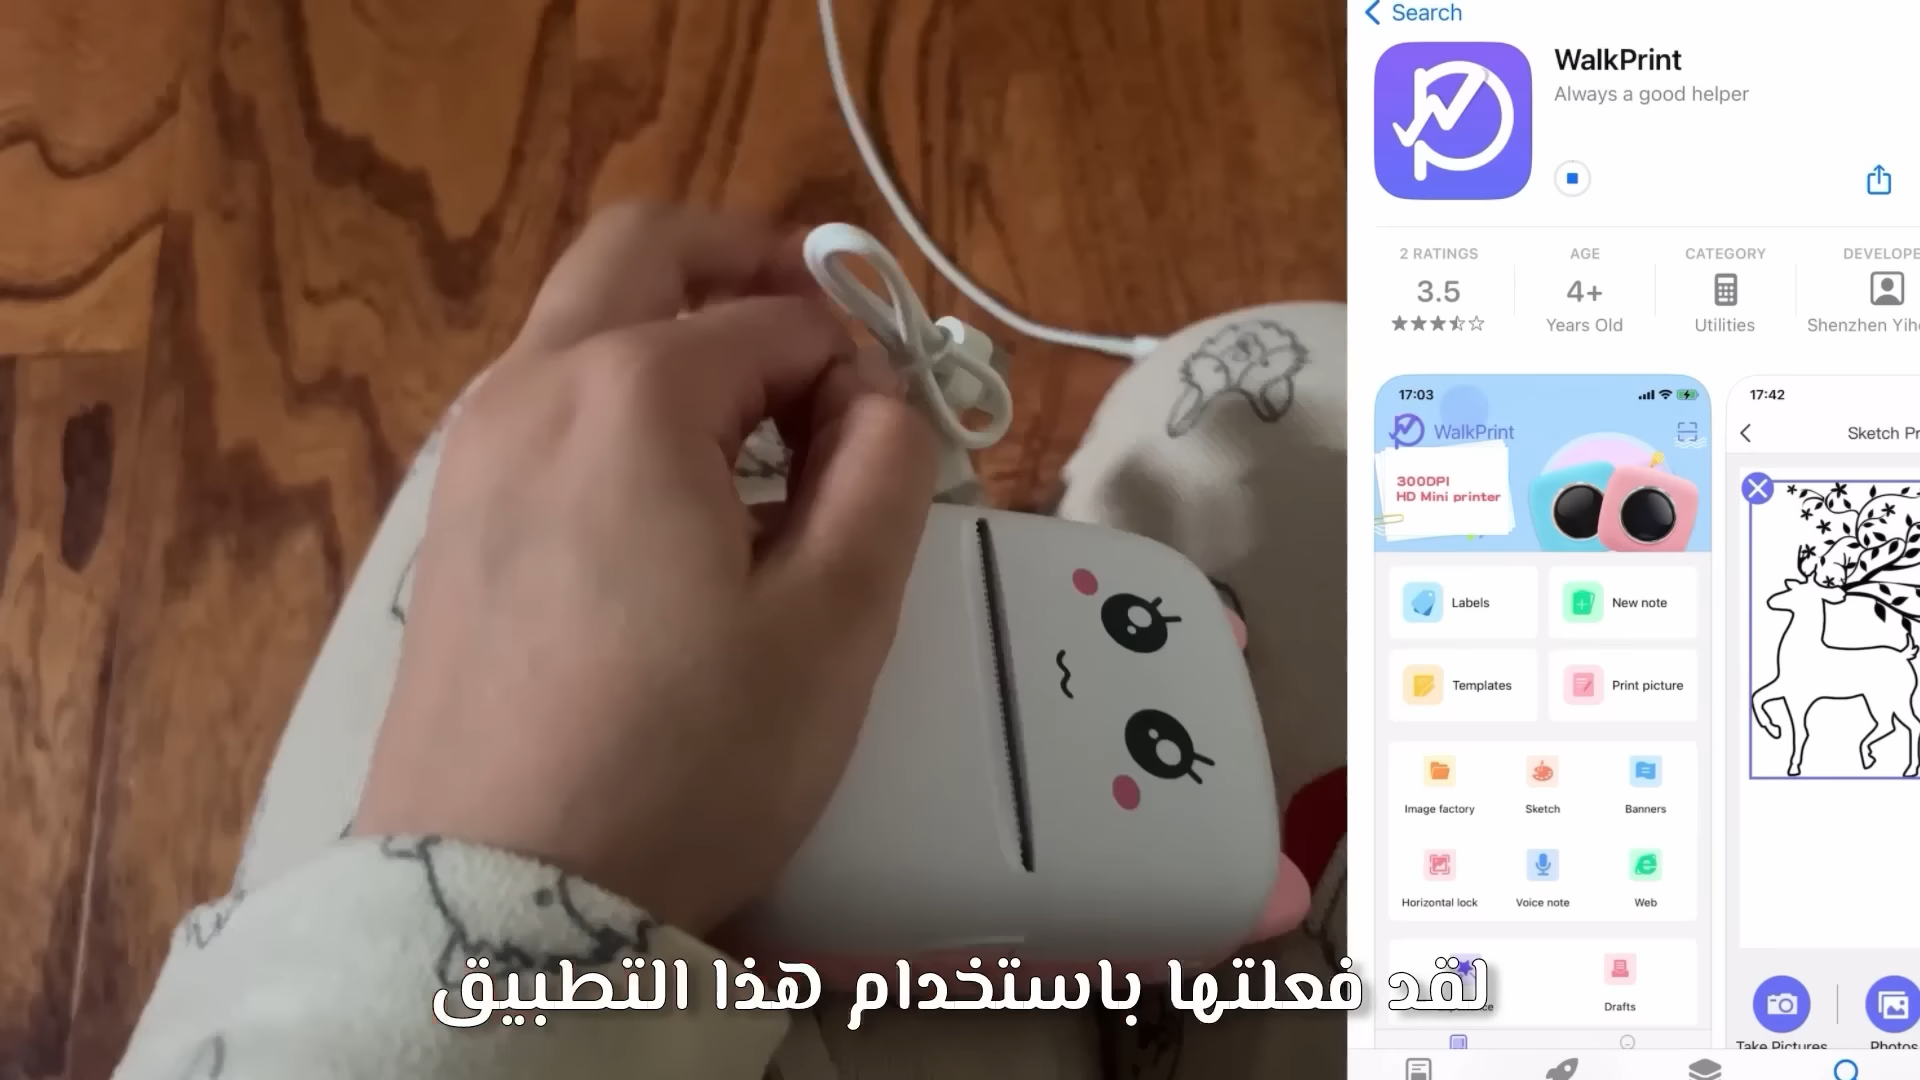 Search
WalkPrint
Always a good helper
2 RATINGS
3.5
AGE
4+
Years Old
CATEGORY
Utilities
DEVELOPE
Shenzhen Yiho
17:03
WalkPrint
300DPI
HD Mini printer
Labels
New note
Templates
Print picture
Image factory
Sketch
Banners
Horizontal lock
Voice note
Web
Drafts
17:42
Sketch Pr
Take Pictures
Photos
لقد فعلتها باستخدام هذا التطبيق